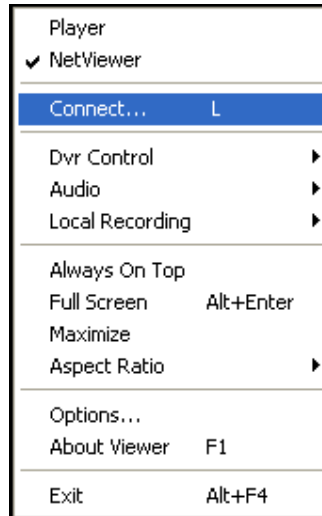 Player
NetViewer
Connect... L
Dvr Control
Audio
Local Recording
Always On Top
Full Screen Alt+Enter
Maximize
Aspect Ratio
Options...
About Viewer F1
Exit Alt+F4